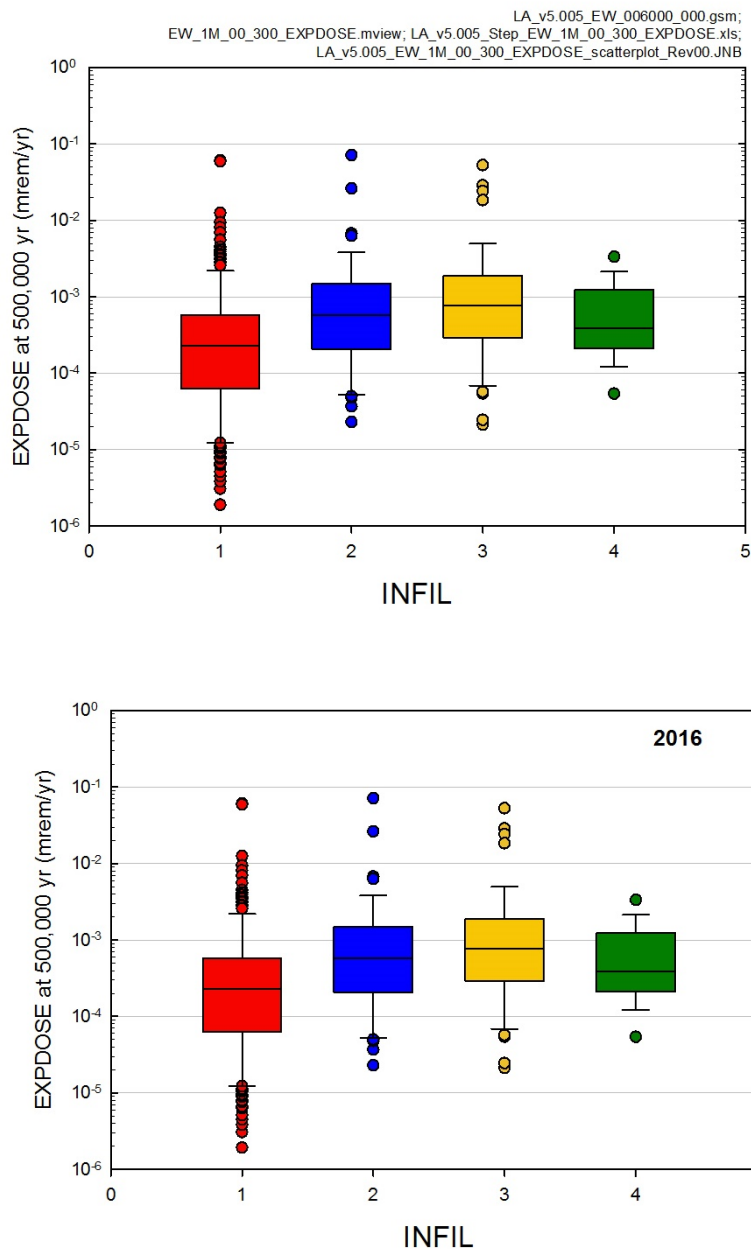 LA_v5.005_EW_006000_000.gsm;
EW_1M_00_300_EXPDOSE.mview; LA_v5.005_Step_EW_1M_00_300_EXPDOSE.xls;
LA_v5.005_EW_1M_00_300_EXPDOSE_scatterplot_Rev00.JNB
10⁰
10⁻¹
10⁻²
10⁻³
10⁻⁴
10⁻⁵
10⁻⁶
EXPDOSE at 500,000 yr (mrem/yr)
0 1 2 3 4 5
INFIL
2016
10⁰
10⁻¹
10⁻²
10⁻³
10⁻⁴
10⁻⁵
10⁻⁶
EXPDOSE at 500,000 yr (mrem/yr)
0 1 2 3 4
INFIL